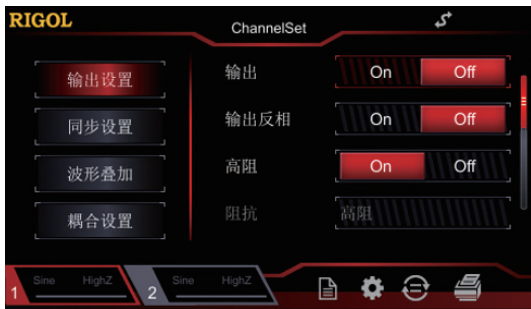 RIGOL
ChannelSet
输出设置
同步设置
波形叠加
耦合设置
输出 On Off
输出反相 On Off
高阻 On Off
阻抗 高阻
1 Sine HighZ
2 Sine HighZ